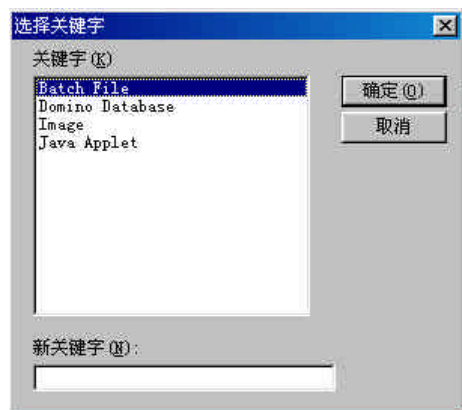 选择关键字
关键字(K)
Batch File
Domino Database
Image
Java Applet
确定(O)
取消
新关键字(N):